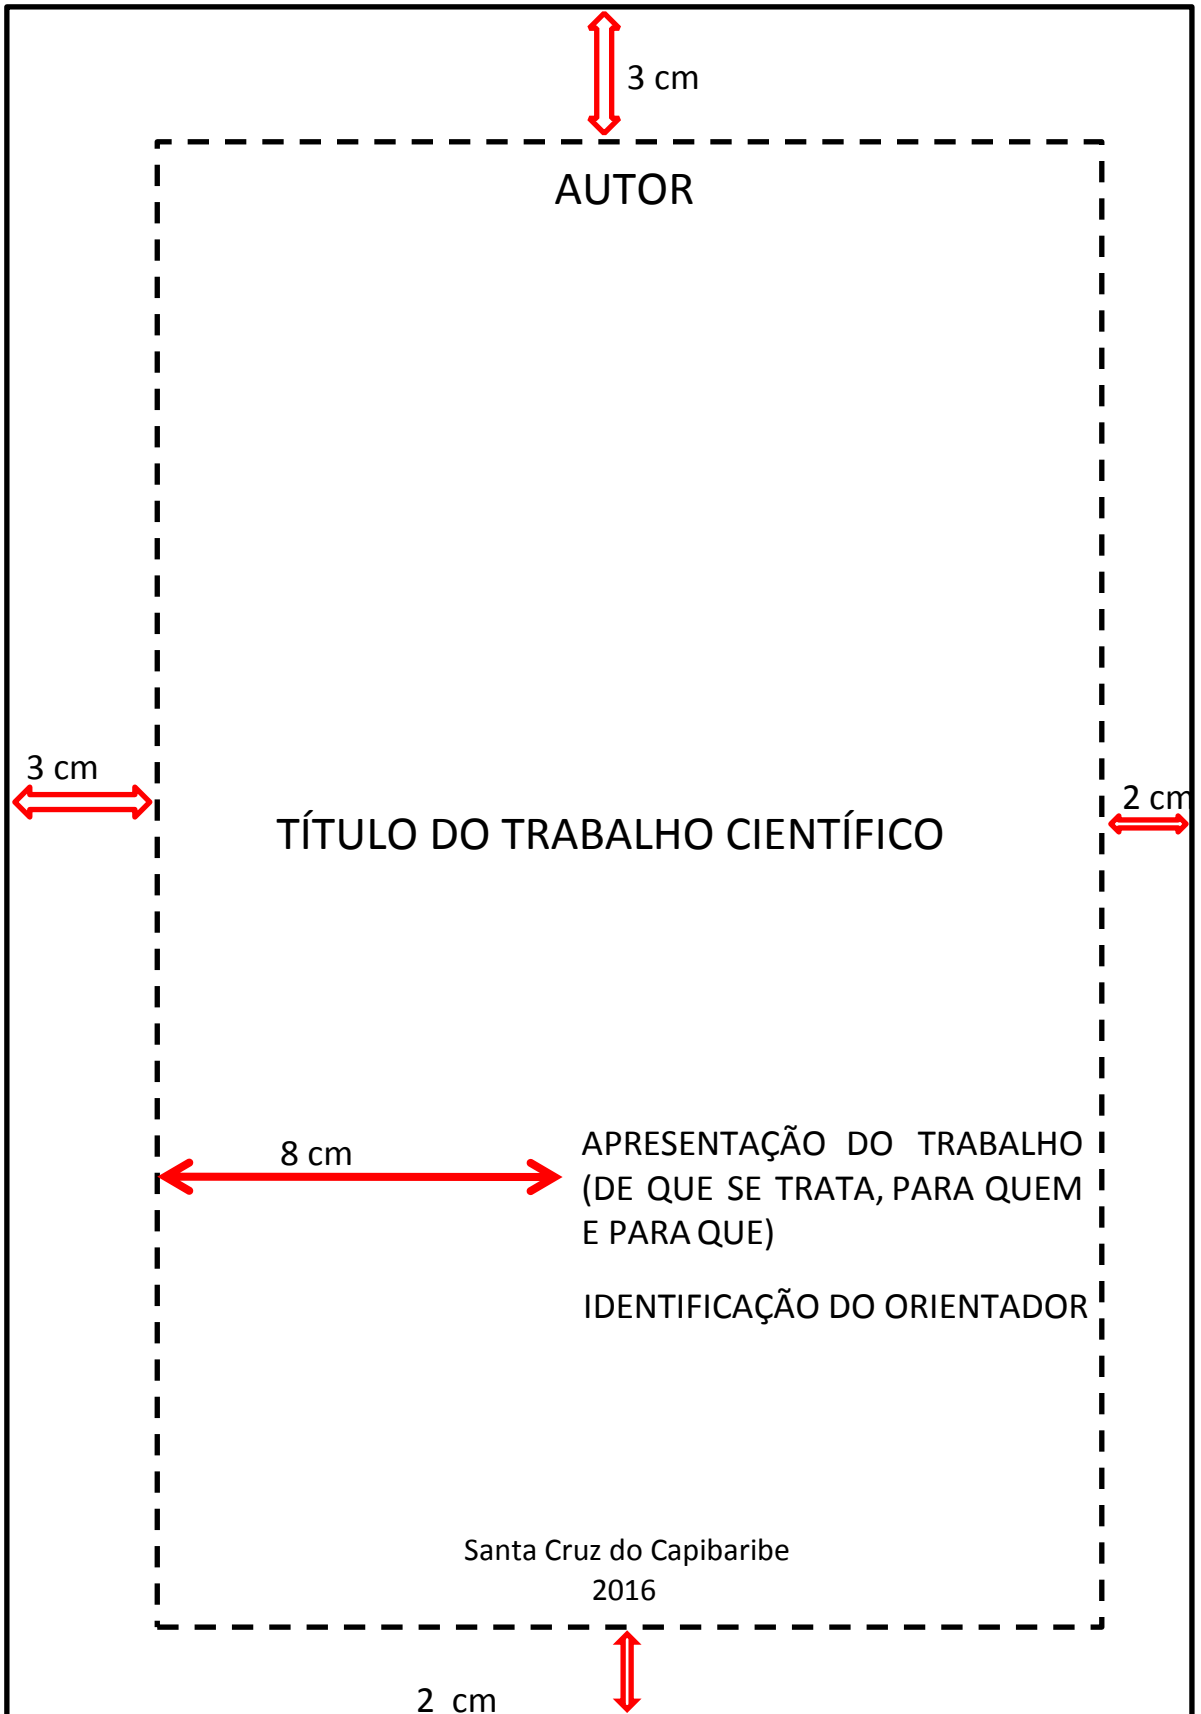 3 cm
AUTOR
3 cm
2 cm
TÍTULO DO TRABALHO CIENTÍFICO
8 cm
APRESENTAÇÃO DO TRABALHO
(DE QUE SE TRATA, PARA QUEM
E PARA QUE)
IDENTIFICAÇÃO DO ORIENTADOR
Santa Cruz do Capibaribe
2016
2 cm